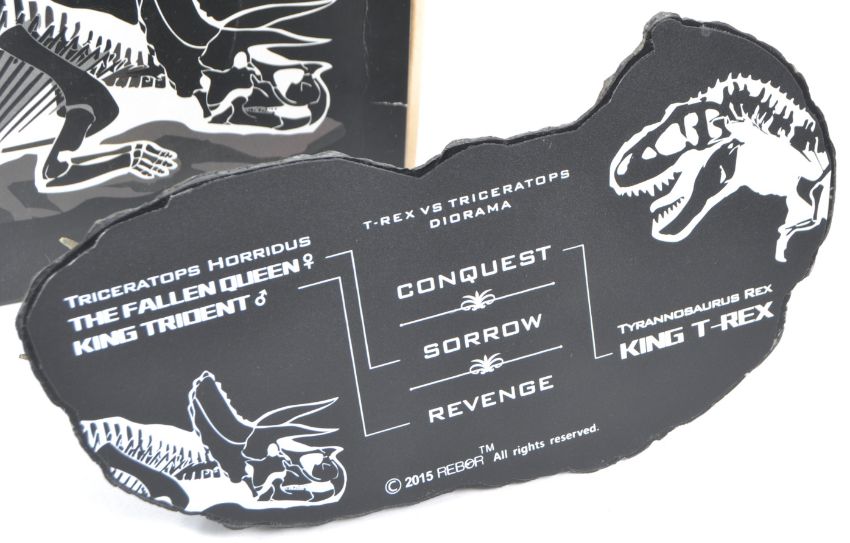 T-REX VS TRICERATOPS
DIORAMA
TRICERATOPS HORRIDUS
THE FALLEN QUEEN ♀
KING TRIDENT ♂
CONQUEST
SORROW
REVENGE
TYRANNOSAURUS REX
KING T-REX
© 2015 REBOR™ All rights reserved.